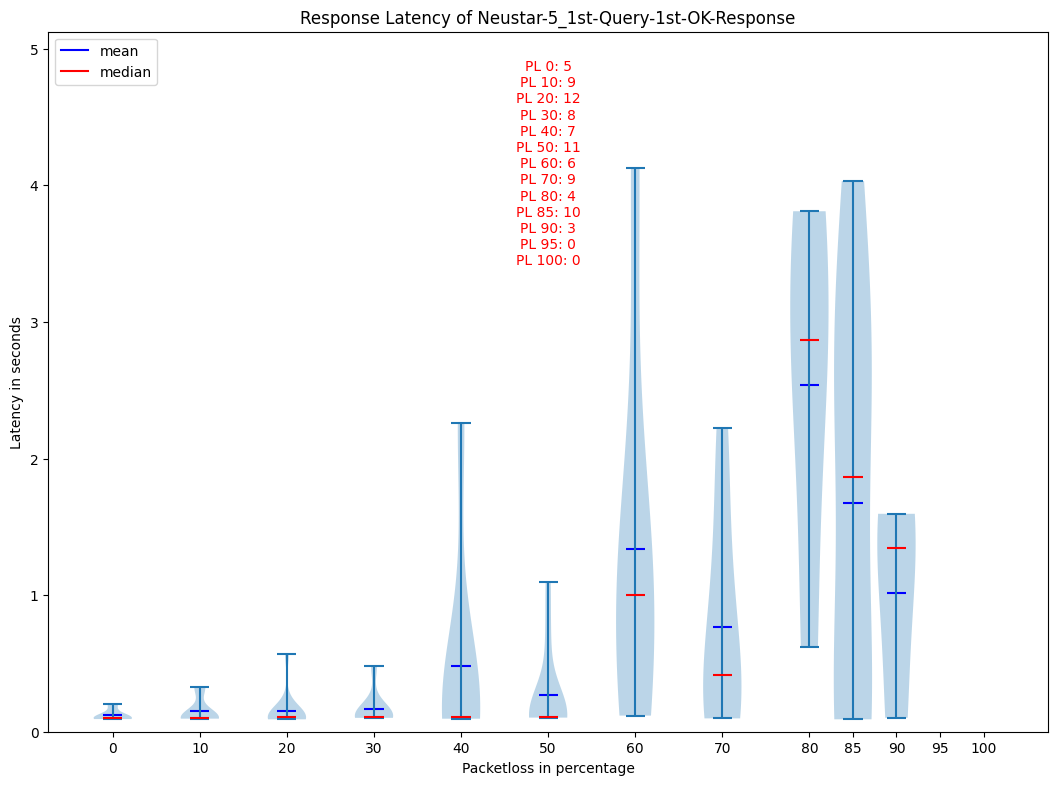 Response Latency of Neustar-5_1st-Query-1st-OK-Response
mean
median
PL 0: 5
PL 10: 9
PL 20: 12
PL 30: 8
PL 40: 7
PL 50: 11
PL 60: 6
PL 70: 9
PL 80: 4
PL 85: 10
PL 90: 3
PL 95: 0
PL 100: 0
Latency in seconds
5
4
3
2
1
0
0 10 20 30 40 50 60 70 80 85 90 95 100
Packetloss in percentage